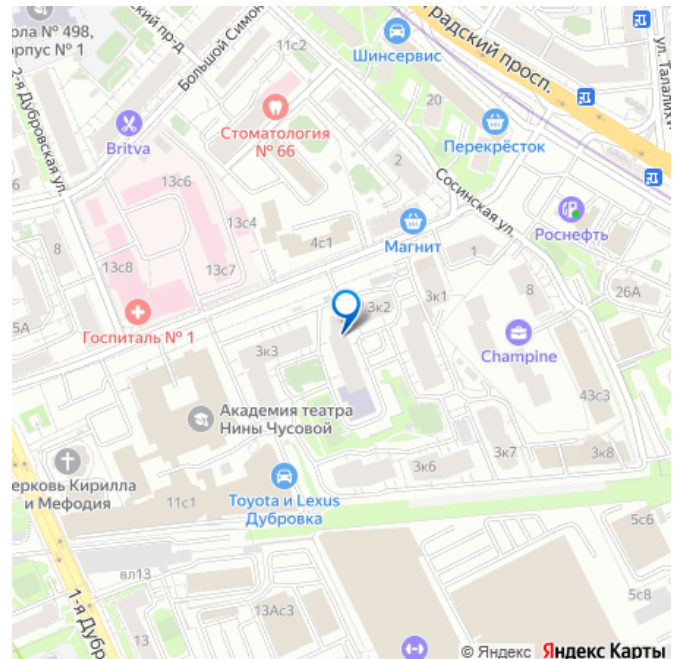 ола № 498,
орпус № 1
11с2
Шинсервис
градский просп.
ул. Талалих
2-я Дубровская ул.
Большой Симон
ский пр-д
Britva
Стоматология
№ 66
20
Перекрёсток
2
13с6
13с4
Сосинская ул.
Роснефть
8
4с1
Магнит
13с7
13с8
1
26А
5А
Госпиталь № 1
3к2
3к1
8
3к3
Champine
43с3
Академия театра
Нины Чусовой
3к7
3к8
3к6
ерковь Кирилла
и Мефодия
11с1
Toyota и Lexus
Дубровка
5с6
вл13
5с8
13Ас3
1-я Дубр
13
© Яндекс Яндекс Карты